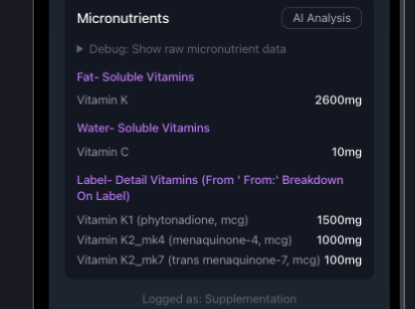 Micronutrients AI Analysis
▶ Debug: Show raw micronutrient data
Fat- Soluble Vitamins
Vitamin K 2600mg
Water- Soluble Vitamins
Vitamin C 10mg
Label- Detail Vitamins (From ' From:' Breakdown
On Label)
Vitamin K1 (phytonadione, mcg) 1500mg
Vitamin K2_mk4 (menaquinone-4, mcg) 1000mg
Vitamin K2_mk7 (trans menaquinone-7, mcg) 100mg
Logged as: Supplementation